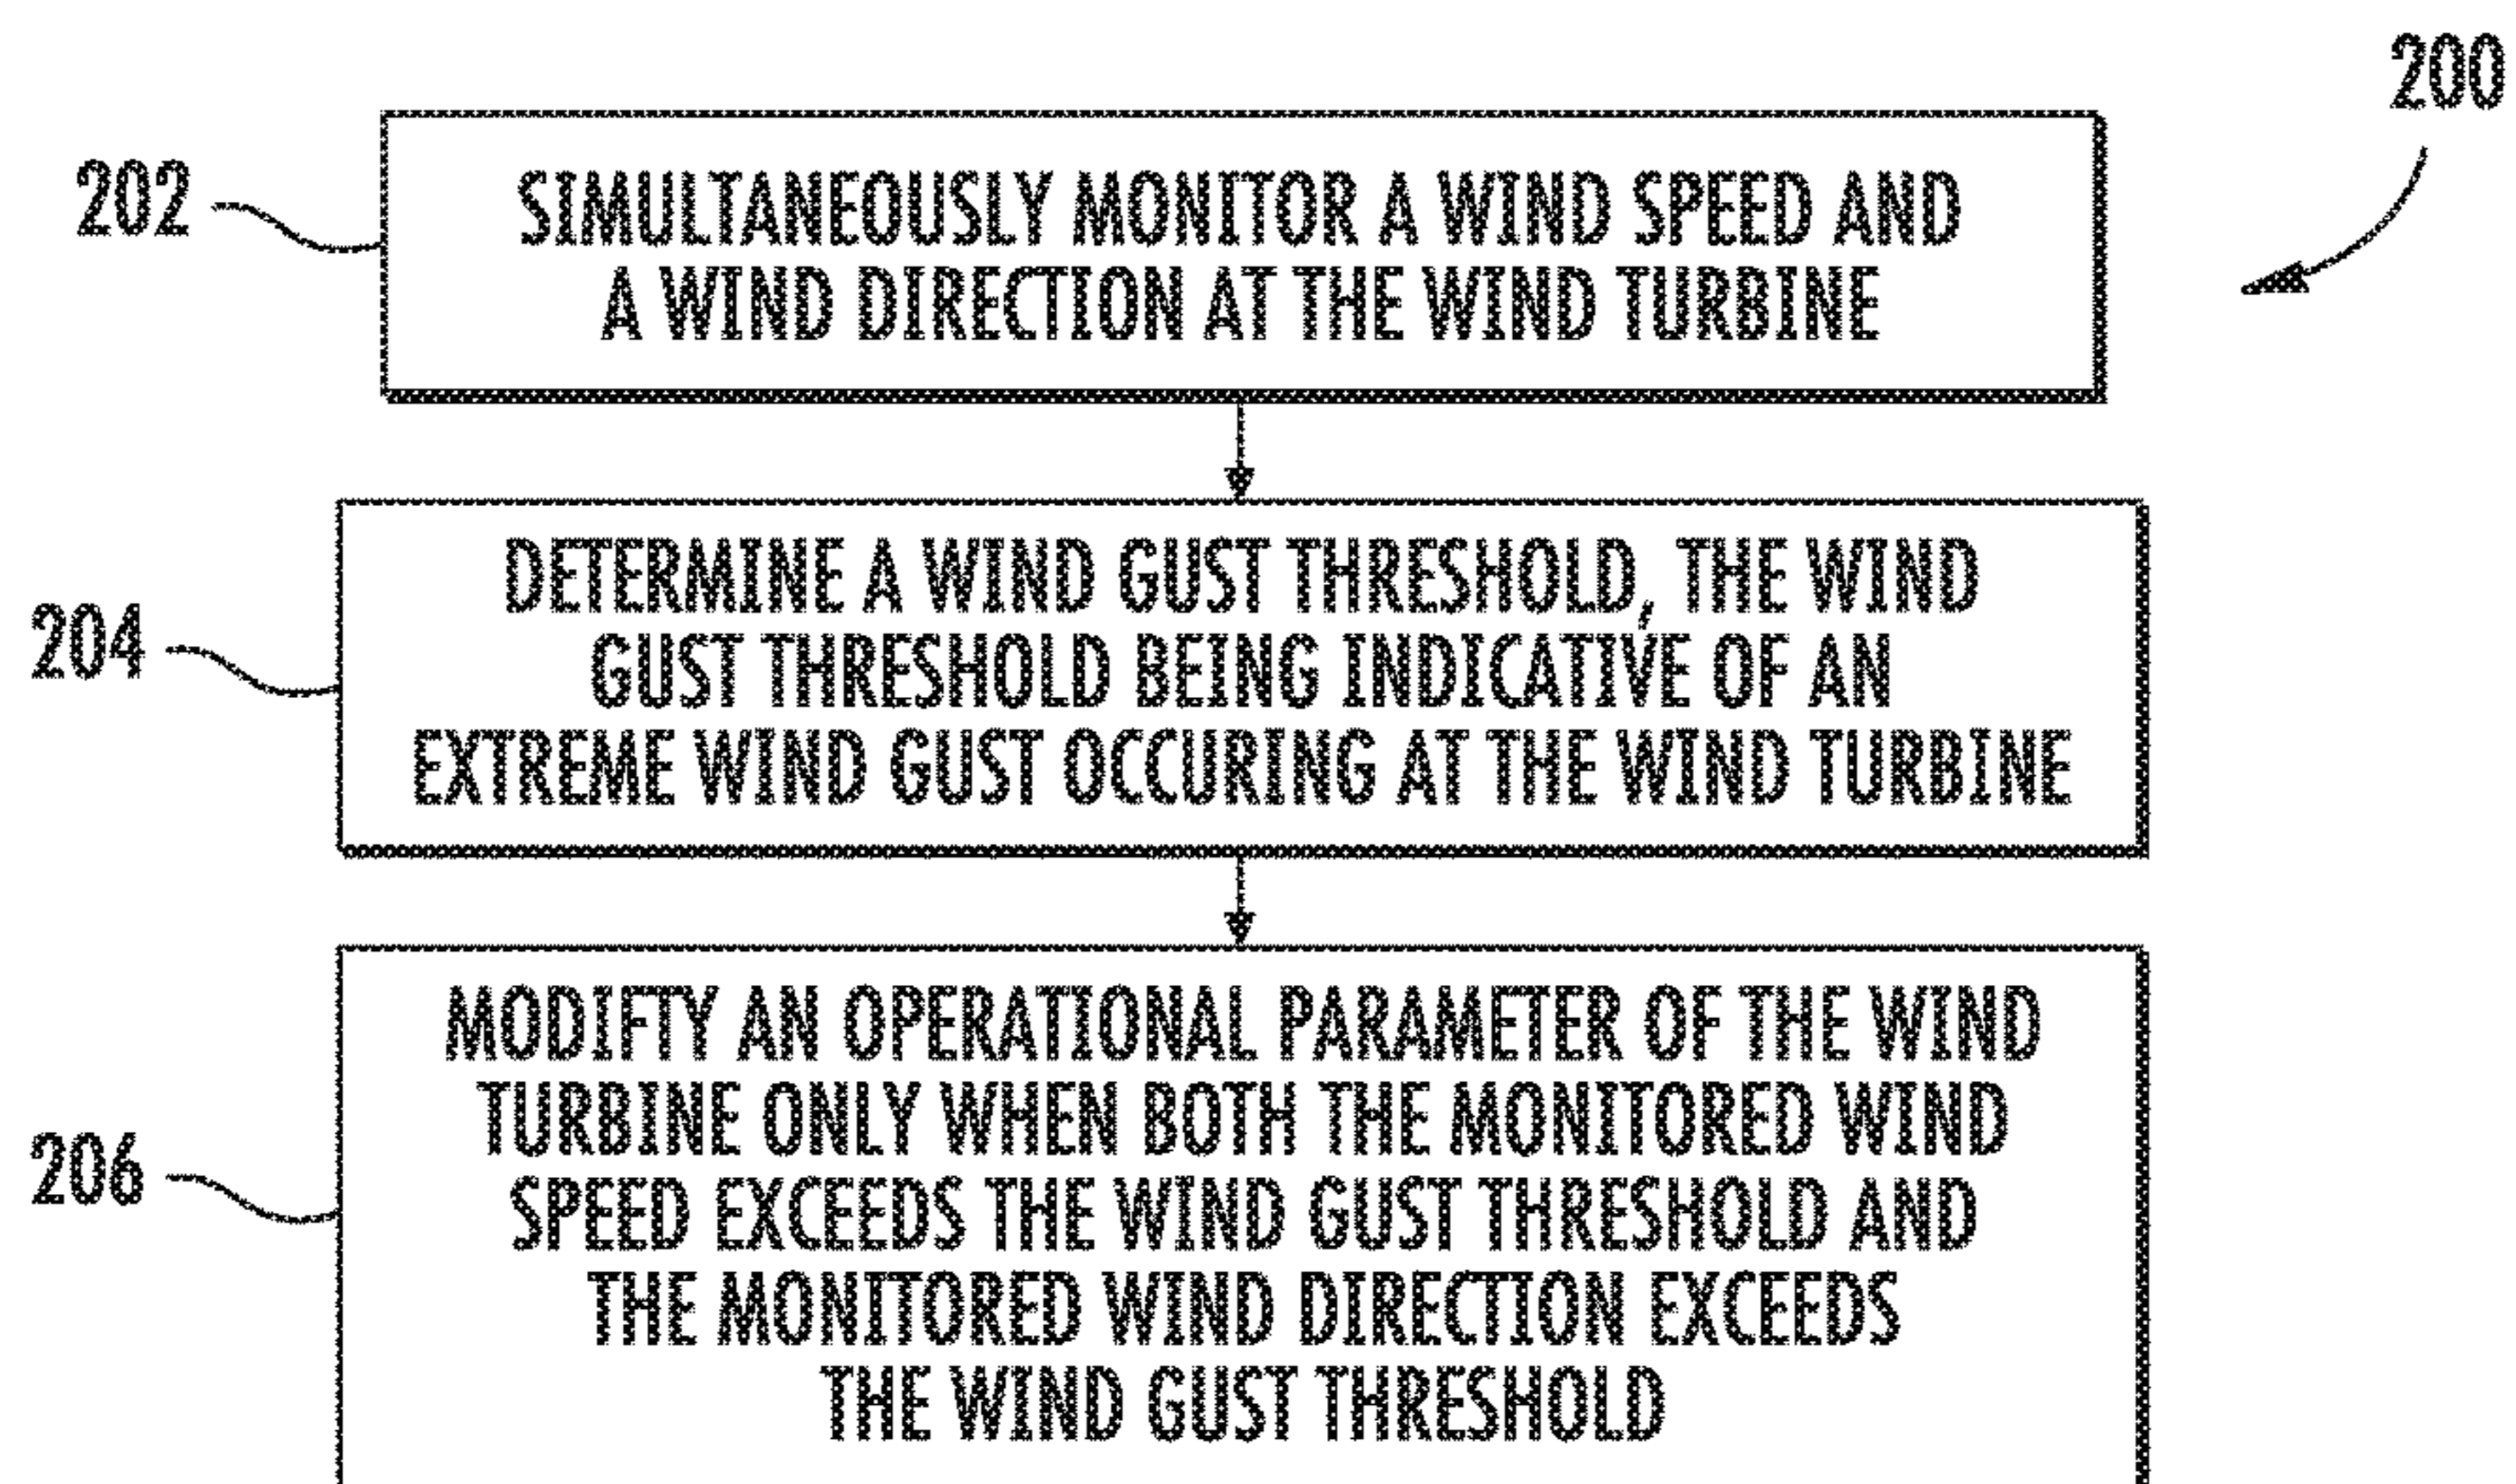 200
202
SIMULTANEOUSLY MONITOR A WIND SPEED AND
A WIND DIRECTION AT THE WIND TURBINE
204
DETERMINE A WIND GUST THRESHOLD, THE WIND
GUST THRESHOLD BEING INDICATIVE OF AN
EXTREME WIND GUST OCCURING AT THE WIND TURBINE
206
MODIFTY AN OPERATIONAL PARAMETER OF THE WIND
TURBINE ONLY WHEN BOTH THE MONITORED WIND
SPEED EXCEEDS THE WIND GUST THRESHOLD AND
THE MONITORED WIND DIRECTION EXCEEDS
THE WIND GUST THRESHOLD